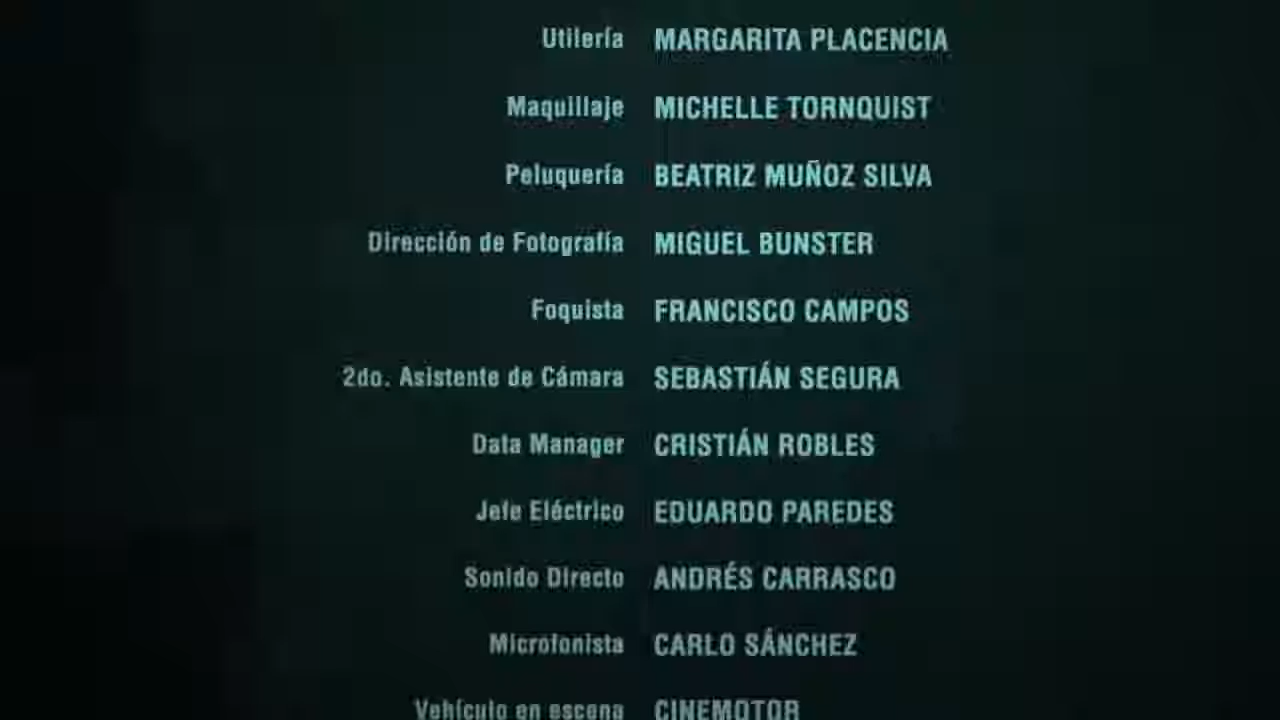 Utilería MARGARITA PLACENCIA
Maquillaje MICHELLE TORNQUIST
Peluquería BEATRIZ MUÑOZ SILVA
Dirección de Fotografía MIGUEL BUNSTER
Foquista FRANCISCO CAMPOS
2do. Asistente de Cámara SEBASTIÁN SEGURA
Data Manager CRISTIÁN ROBLES
Jefe Eléctrico EDUARDO PAREDES
Sonido Directo ANDRÉS CARRASCO
Microfonista CARLO SÁNCHEZ
Vehículo en escena CINEMOTOR